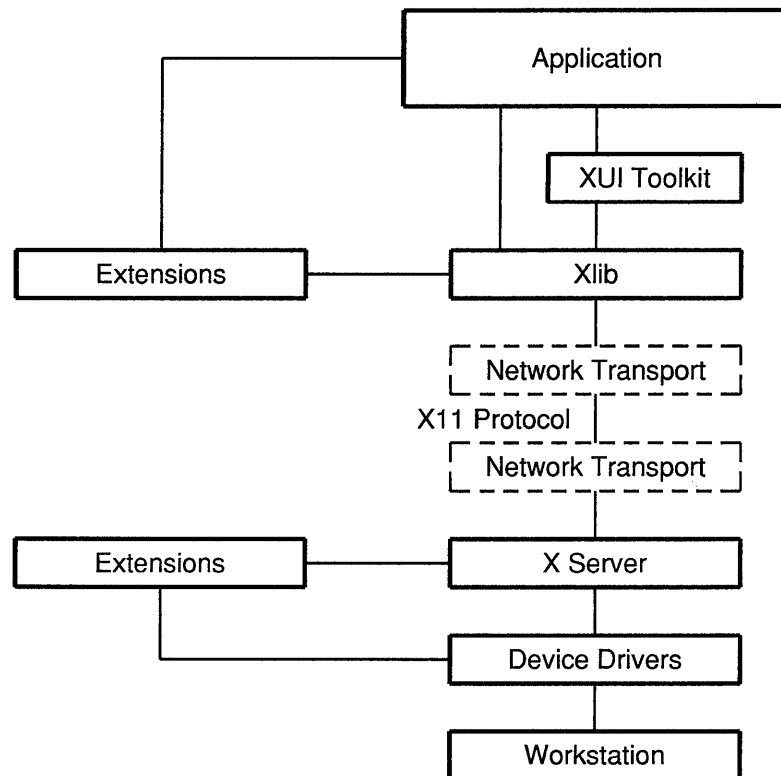 Application
XUI Toolkit
Extensions
Xlib
Network Transport
X11 Protocol
Network Transport
Extensions
X Server
Device Drivers
Workstation